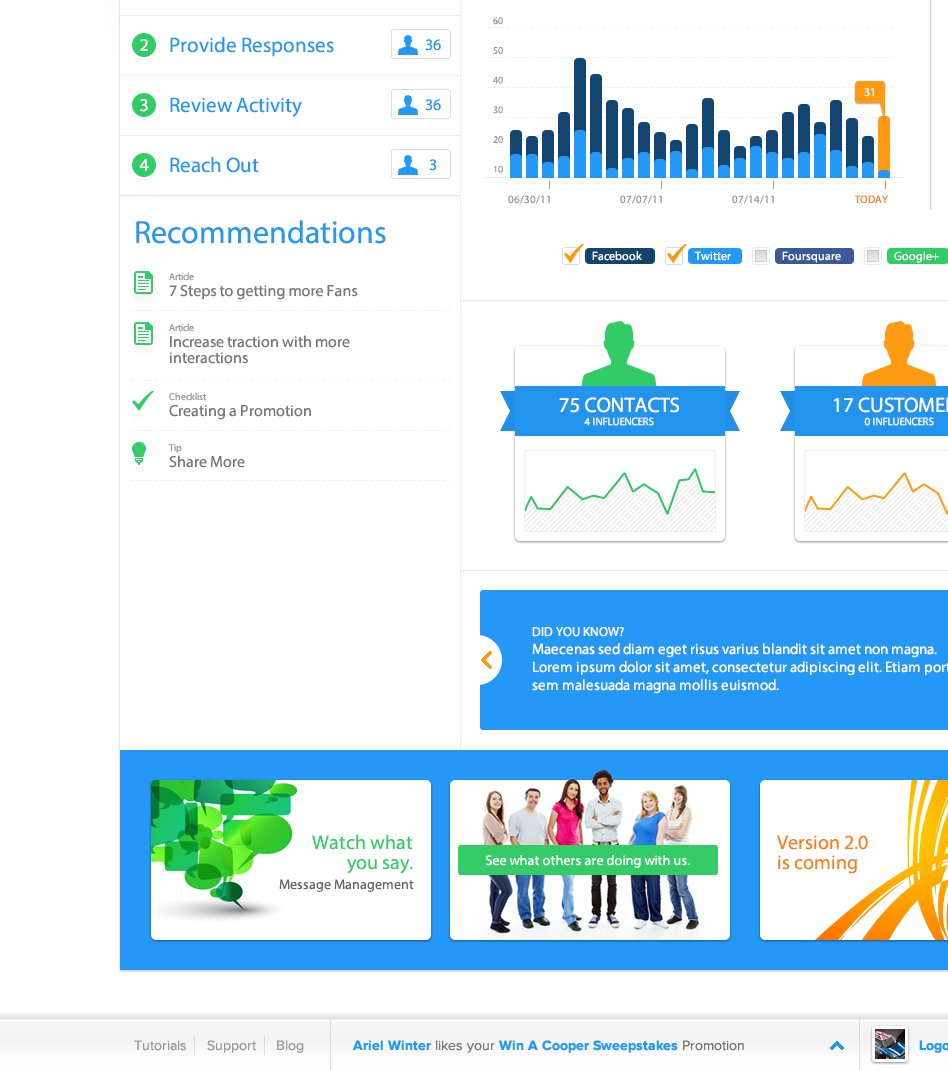 2 Provide Responses 36
3 Review Activity 36
4 Reach Out 3
Recommendations
Article
7 Steps to getting more Fans
Article
Increase traction with more
interactions
Checklist
Creating a Promotion
Tip
Share More
60
50
40
30
20
10
31
06/30/11 07/07/11 07/14/11 TODAY
Facebook Twitter Foursquare Google+
75 CONTACTS
4 INFLUENCERS
17 CUSTOME
0 INFLUENCERS
DID YOU KNOW?
Maecenas sed diam eget risus varius blandit sit amet non magna.
Lorem ipsum dolor sit amet, consectetur adipiscing elit. Etiam port
sem malesuada magna mollis euismod.
Watch what
you say.
Message Management
See what others are doing with us.
Version 2.0
is coming
Tutorials Support Blog
Ariel Winter likes your Win A Cooper Sweepstakes Promotion
Logo